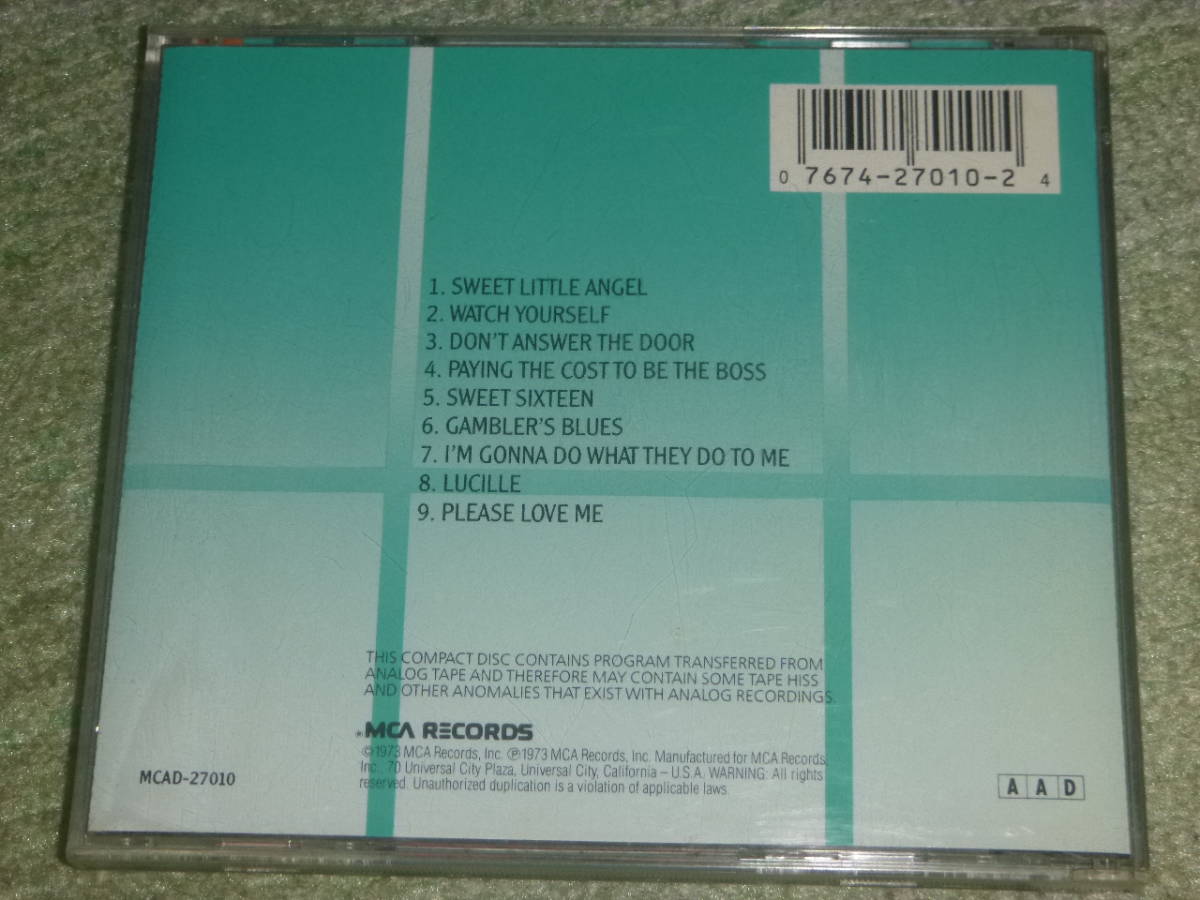 0 7674-27010-2 4
1. SWEET LITTLE ANGEL
2. WATCH YOURSELF
3. DON'T ANSWER THE DOOR
4. PAYING THE COST TO BE THE BOSS
5. SWEET SIXTEEN
6. GAMBLER'S BLUES
7. I'M GONNA DO WHAT THEY DO TO ME
8. LUCILLE
9. PLEASE LOVE ME
THIS COMPACT DISC CONTAINS PROGRAM TRANSFERRED FROM
ANALOG TAPE AND THEREFORE MAY CONTAIN SOME TAPE HISS
AND OTHER ANOMALIES THAT EXIST WITH ANALOG RECORDINGS.
MCA RECORDS
©1973 MCA Records, Inc. ℗1973 MCA Records, Inc. Manufactured for MCA Records,
Inc., 70 Universal City Plaza, Universal City, California – U.S.A. WARNING: All rights
reserved. Unauthorized duplication is a violation of applicable laws.
MCAD-27010
A A D